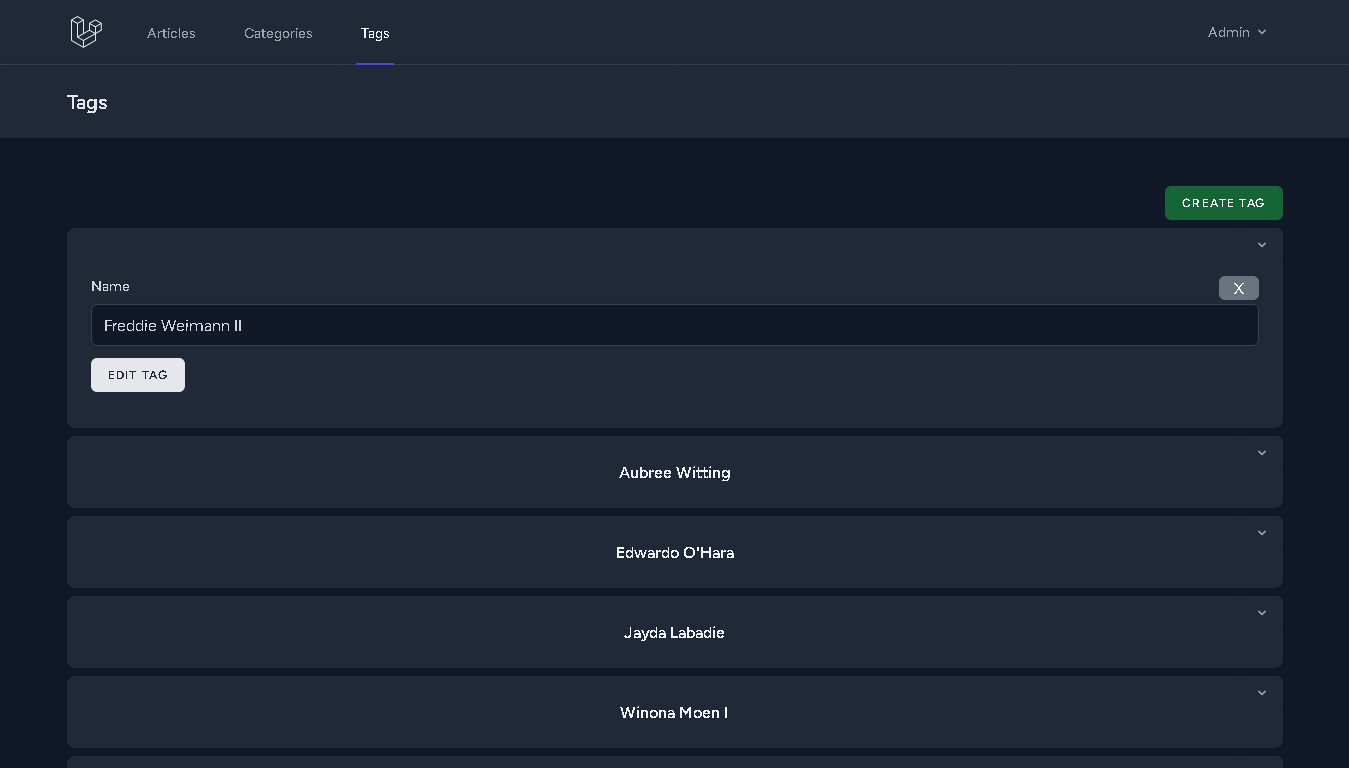 Articles
Categories
Tags
Admin
Tags
CREATE TAG
Name
X
Freddie Weimann II
EDIT TAG
Aubree Witting
Edwardo O'Hara
Jayda Labadie
Winona Moen I